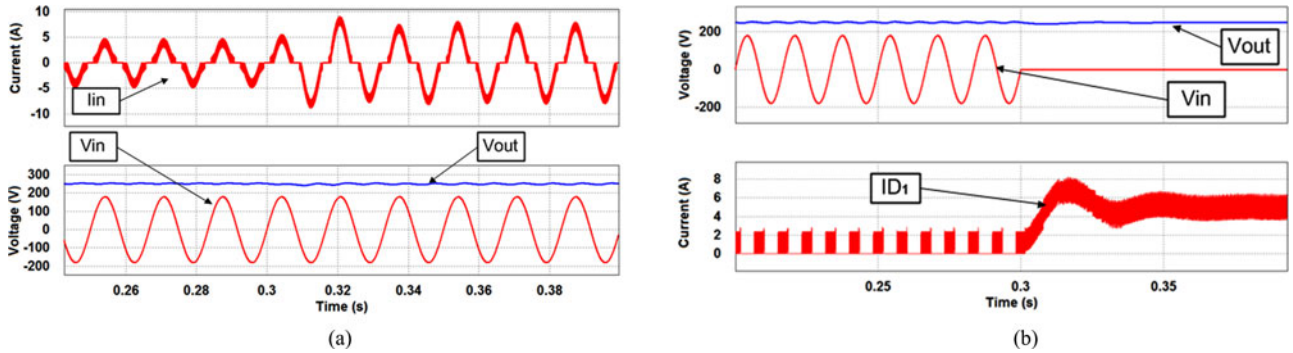 10
5
0
-5
-10
Current (A)
Iin
Vin
Vout
300
200
100
0
-100
-200
Voltage (V)
0.26 0.28 0.3 0.32 0.34 0.36 0.38
Time (s)
(a)
200
0
-200
Voltage (V)
Vout
Vin
8
6
4
2
0
Current (A)
ID1
0.25 0.3 0.35
Time (s)
(b)